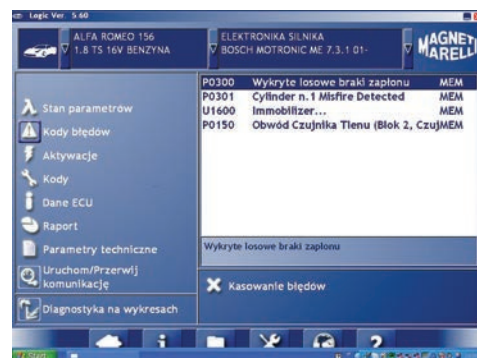 Logic Ver. 5.60
ALFA ROMEO 156
1.8 TS 16V BENZYNA
ELEKTRONIKA SILNIKA
BOSCH MOTRONIC ME 7.3.1 01-
MAGNETI
MARELLI
Stan parametrów
Kody błędów
Aktywacje
Kody
Dane ECU
Raport
Parametry techniczne
Uruchom/Przerwij
komunikację
Diagnostyka na wykresach
P0300 Wykryte losowe braki zapłonu MEM
P0301 Cylinder n.1 Misfire Detected MEM
U1600 Immobilizer... MEM
P0150 Obwód Czujnika Tlenu (Blok 2, CzujMEM
Wykryte losowe braki zapłonu
Kasowanie błędów
Start